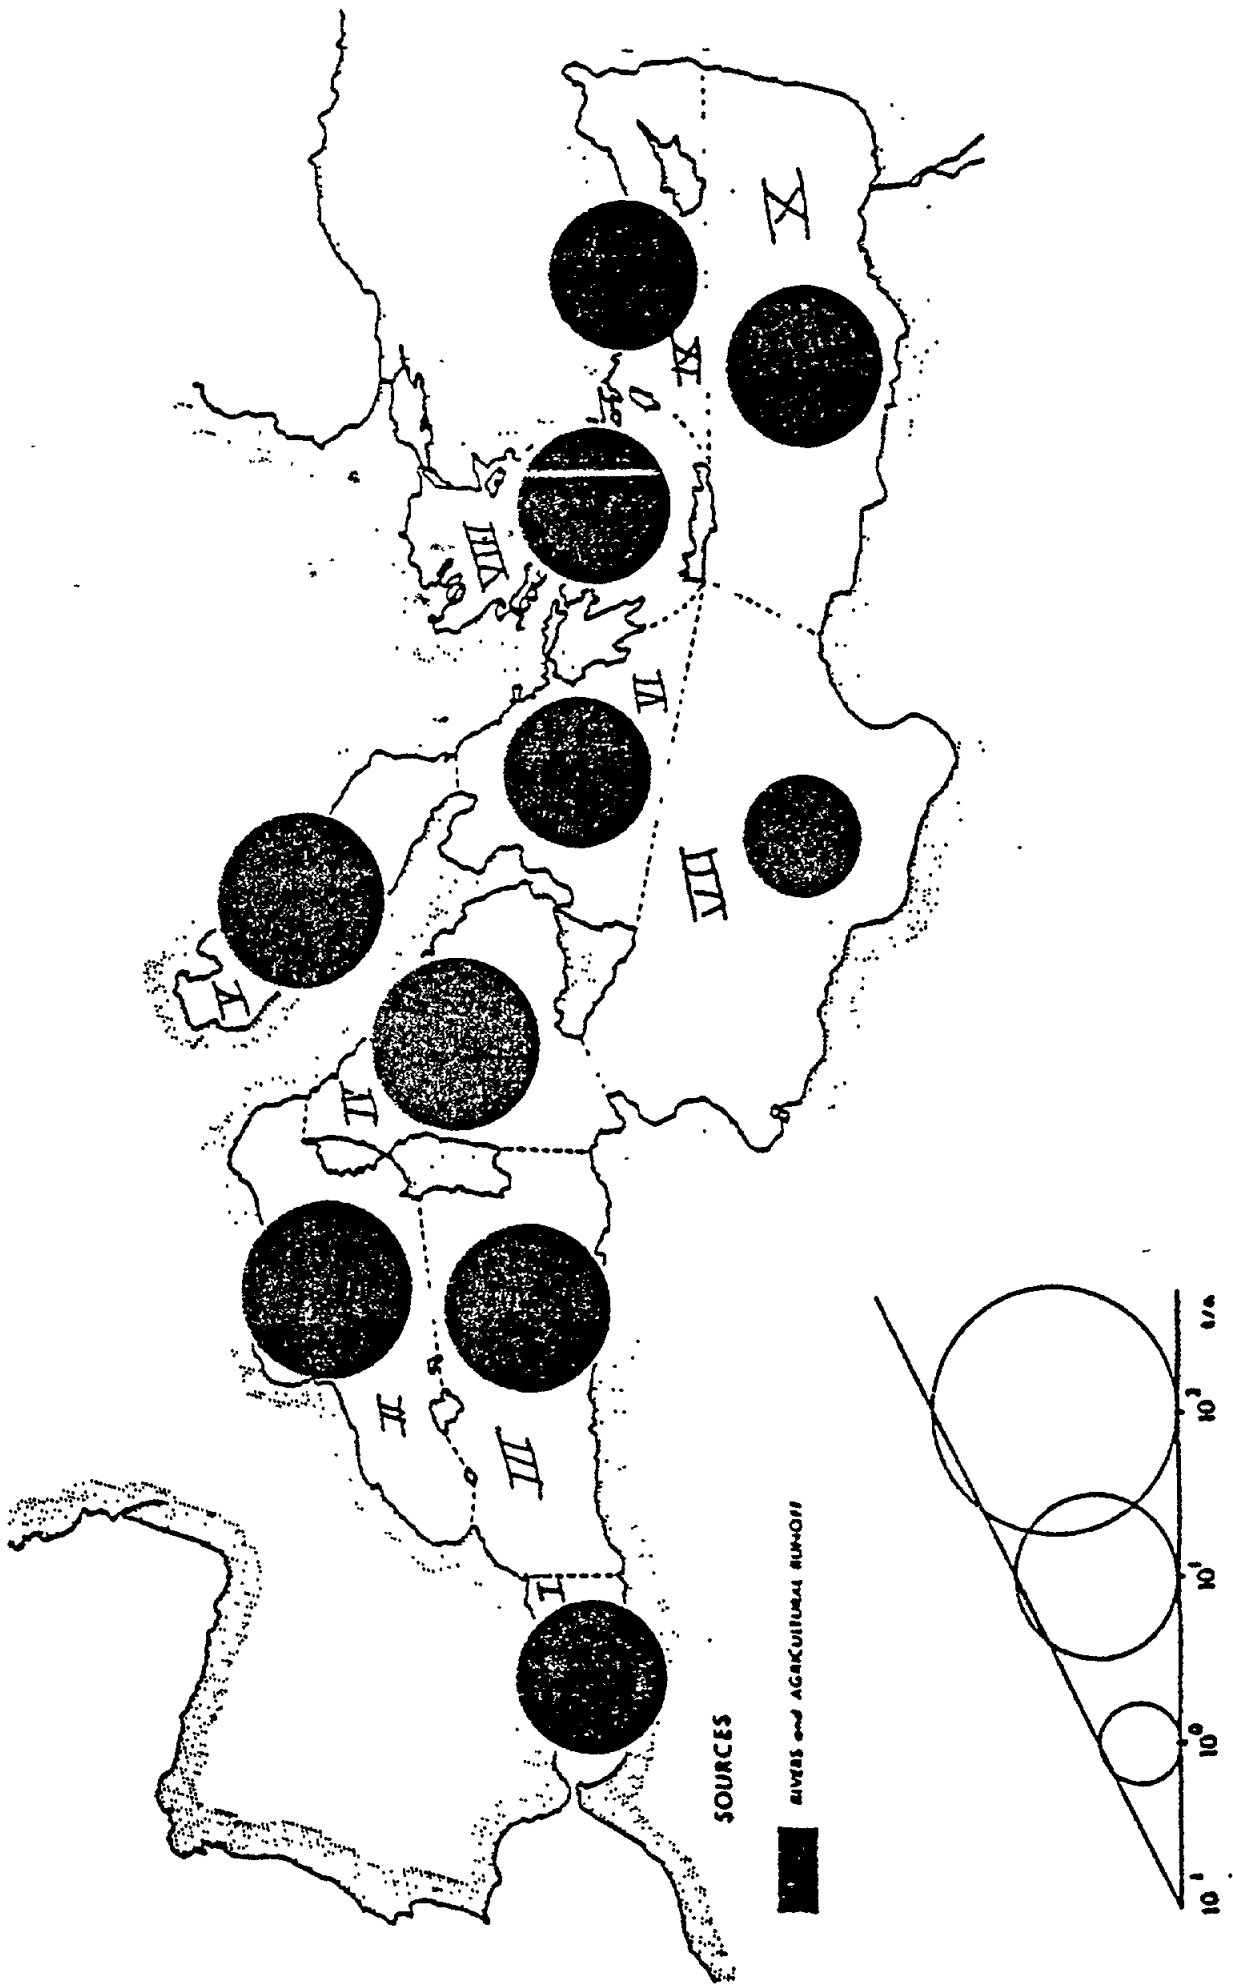 V
II
IV
VIII
III
VI
I
IX
VII
X
SOURCES
RIVERS and AGRICULTURAL RUNOFF
10⁻¹ 10⁰ 10¹ 10² t/a